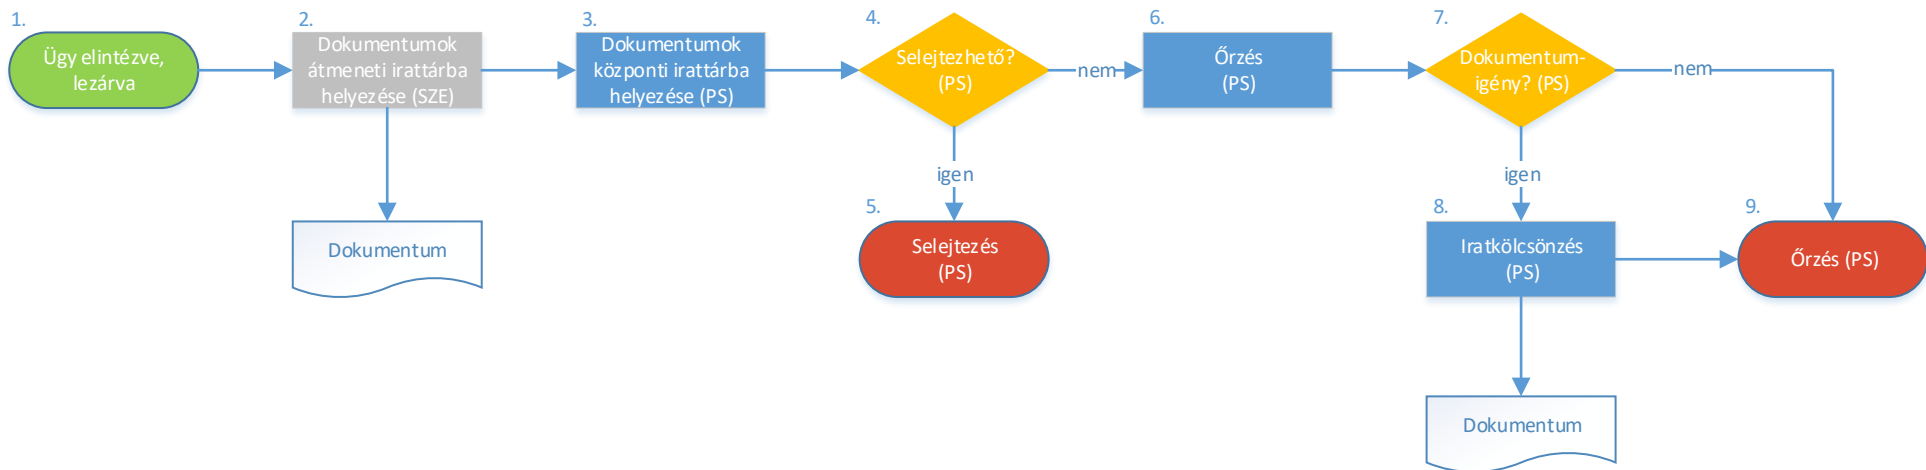 1.
Ügy elintézve,
lezárva
2.
Dokumentumok
átmeneti irattárba
helyezése (SZE)
Dokumentum
3.
Dokumentumok
központi irattárba
helyezése (PS)
4.
Selejtezhető?
(PS)
nem
igen
5.
Selejtezés
(PS)
6.
Őrzés
(PS)
7.
Dokumentum-
igény? (PS)
nem
igen
8.
Iratkölcsönzés
(PS)
Dokumentum
9.
Őrzés (PS)